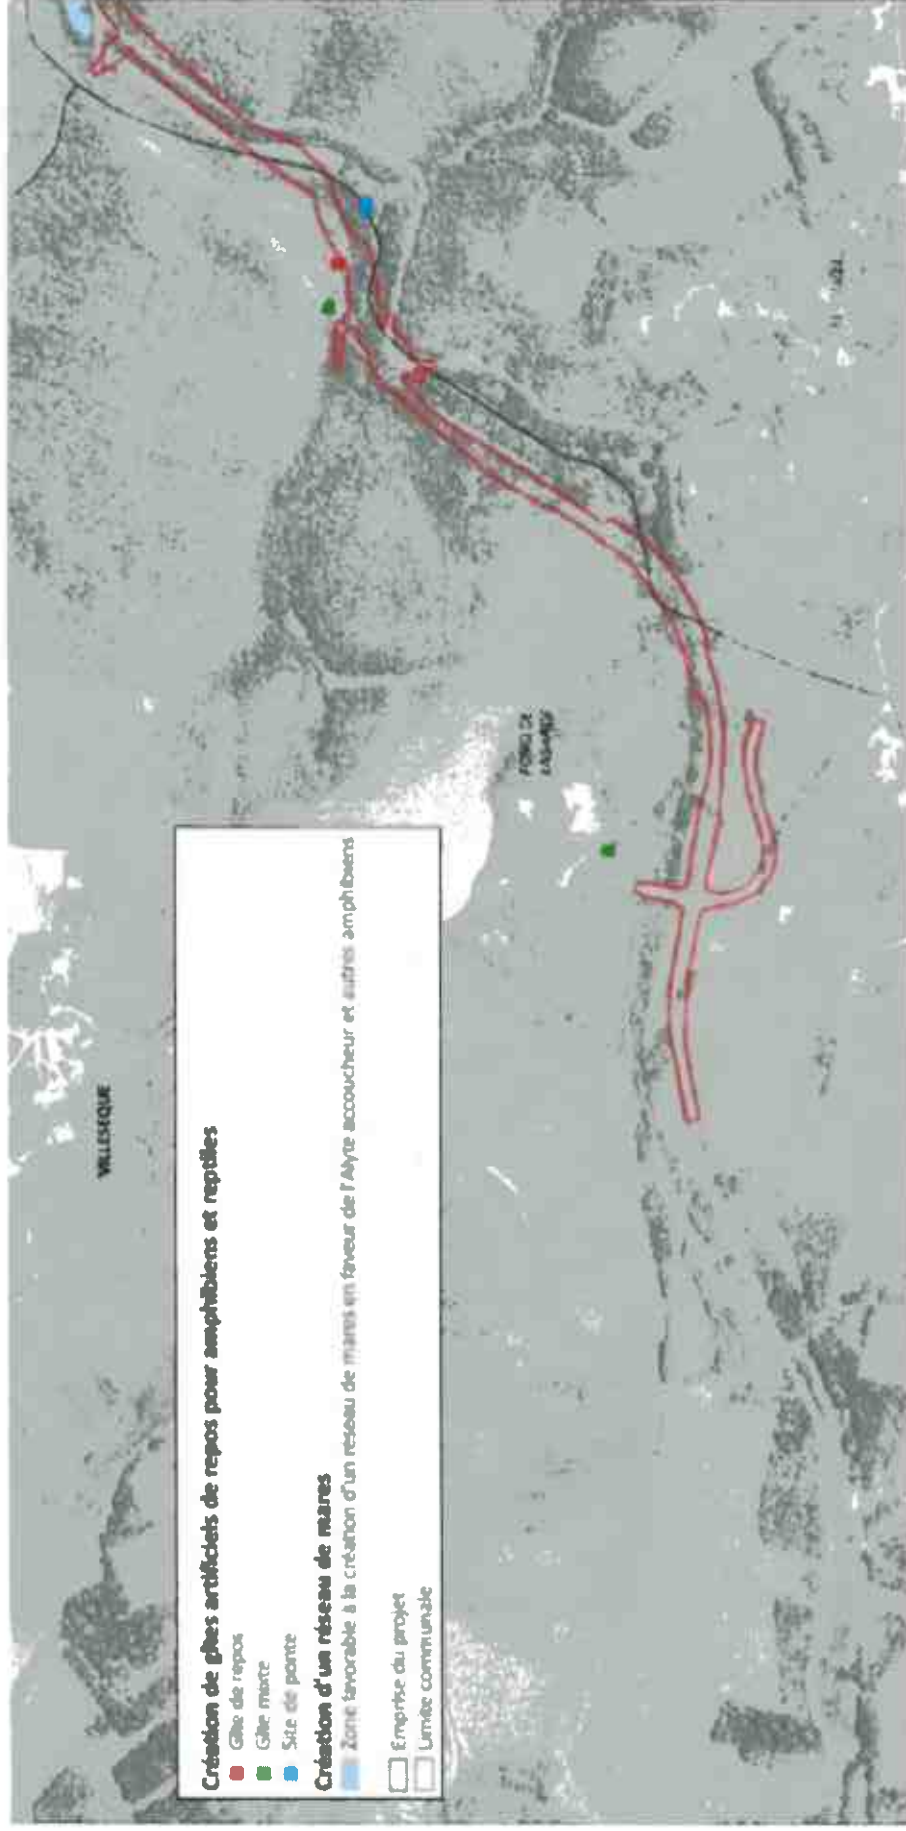 VILLESEQUE
Création de gîtes artificiels de repos pour amphibiens et reptiles
Gîte de repos
Gîte mixte
Site de ponte
Création d'un réseau de mares
Zone favorable à la création d'un réseau de mares en faveur de l'Alyte accoucheur et autres amphibiens
Emprise du projet
Limite communale